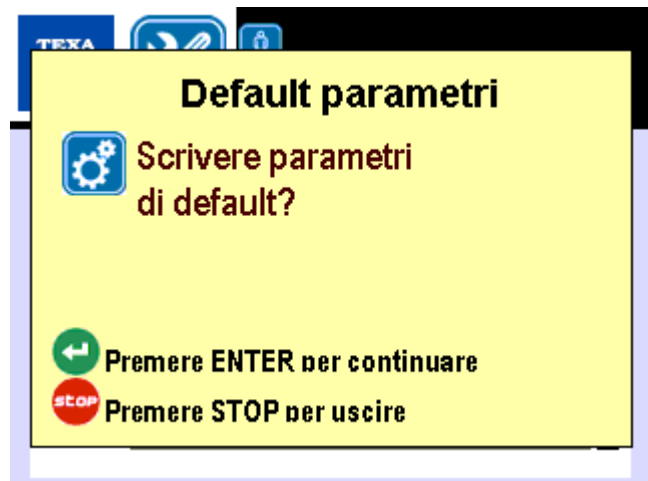 TEXA
Default parametri
Scrivere parametri
di default?
Premere ENTER per continuare
STOP
Premere STOP per uscire